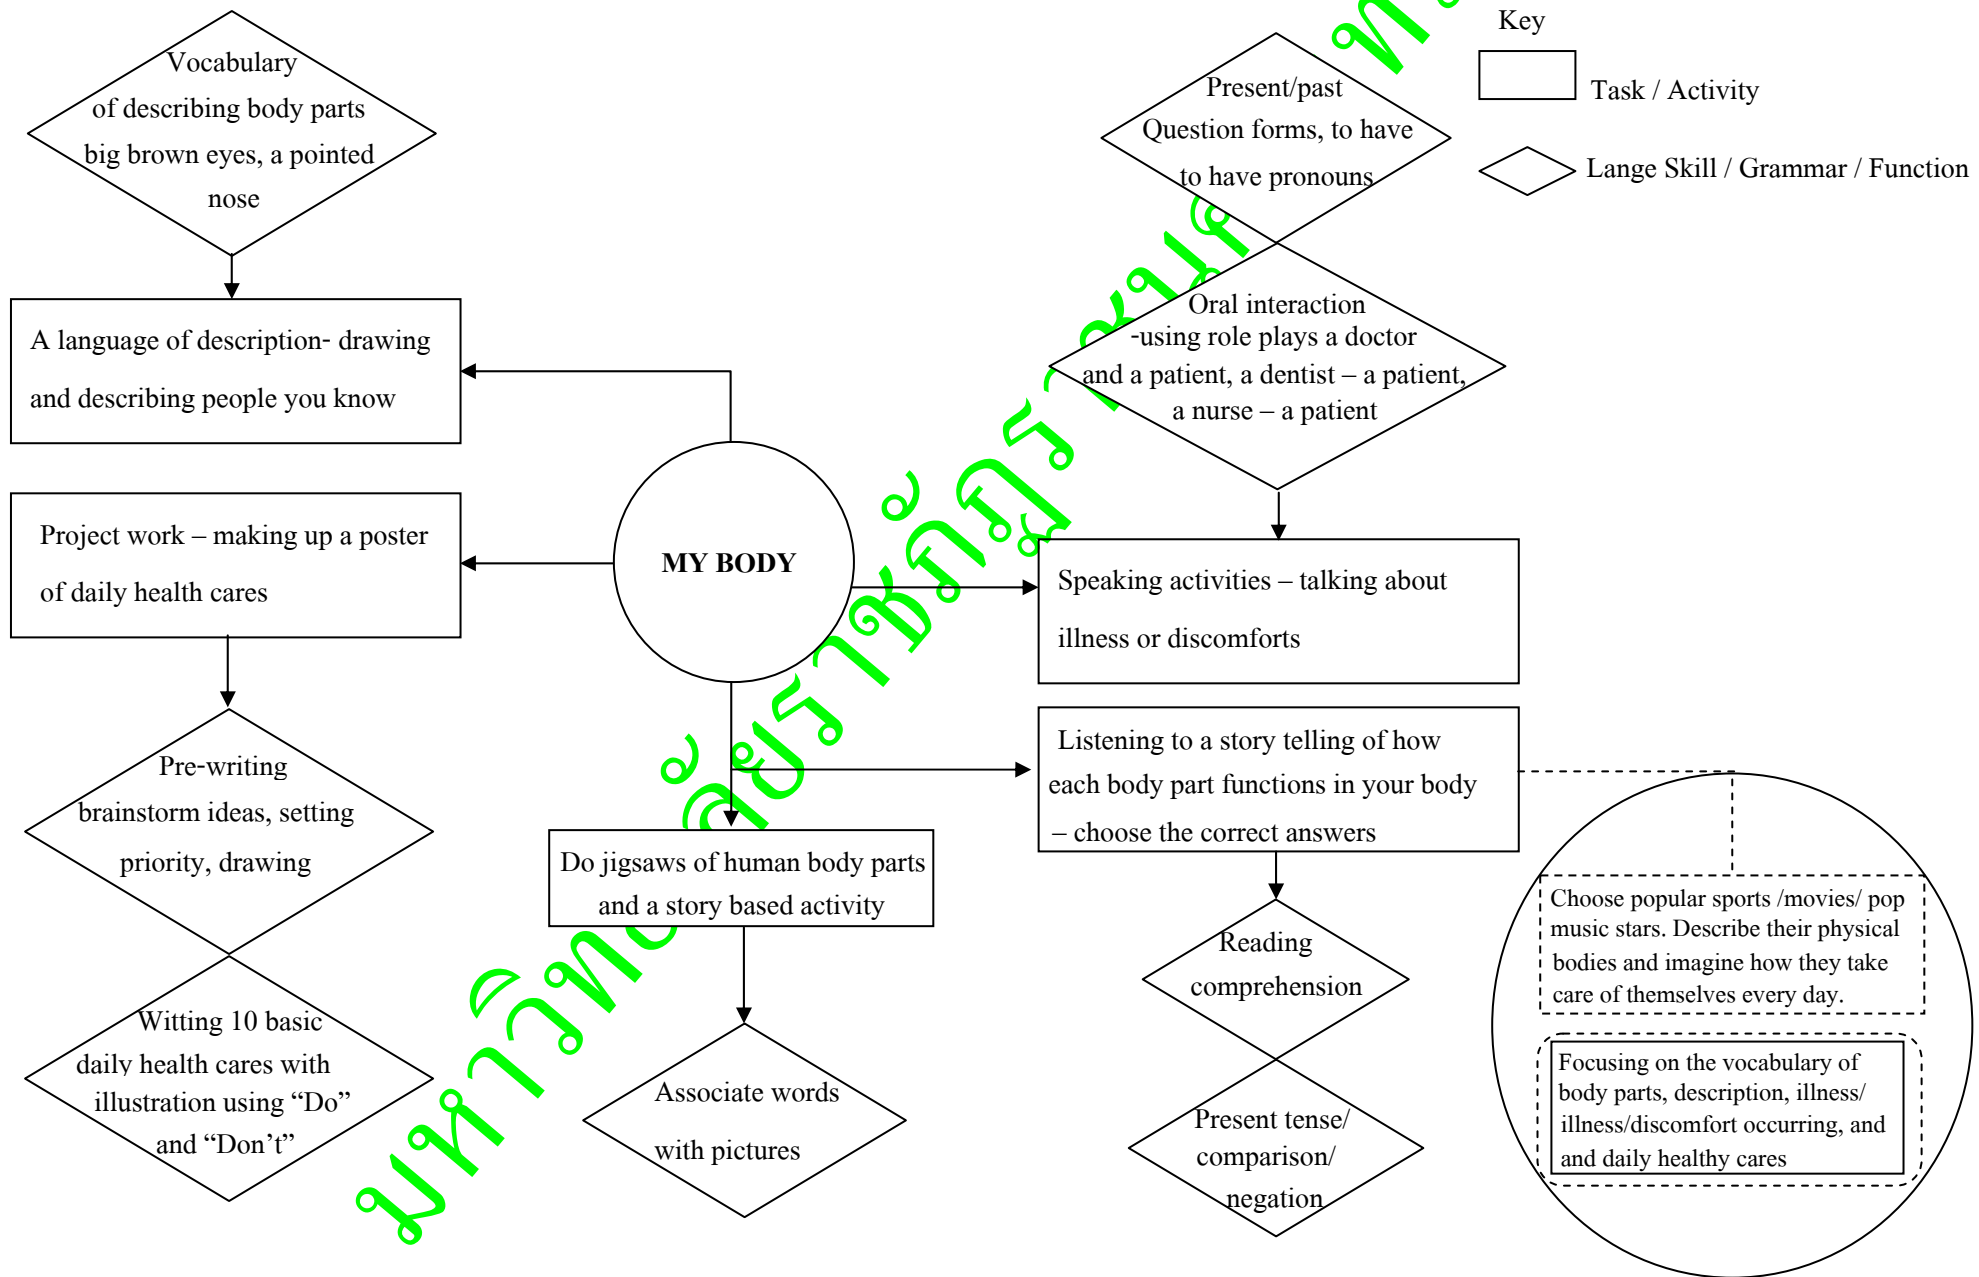 Vocabulary
of describing body parts
big brown eyes, a pointed
nose
A language of description- drawing
and describing people you know
Project work – making up a poster
of daily health cares
Pre-writing
brainstorm ideas, setting
priority, drawing
Witting 10 basic
daily health cares with
illustration using “Do”
and “Don’t”
MY BODY
Do jigsaws of human body parts
and a story based activity
Associate words
with pictures
Present/past
Question forms, to have
to have pronouns
Oral interaction
-using role plays a doctor
and a patient, a dentist – a patient,
a nurse – a patient
Speaking activities – talking about
illness or discomforts
Listening to a story telling of how
each body part functions in your body
– choose the correct answers
Reading
comprehension
Present tense/
comparison/
negation
Key
Task / Activity
Lange Skill / Grammar / Function
Choose popular sports /movies/ pop
music stars. Describe their physical
bodies and imagine how they take
care of themselves every day.
Focusing on the vocabulary of
body parts, description, illness/
illness/discomfort occurring, and
and daily healthy cares